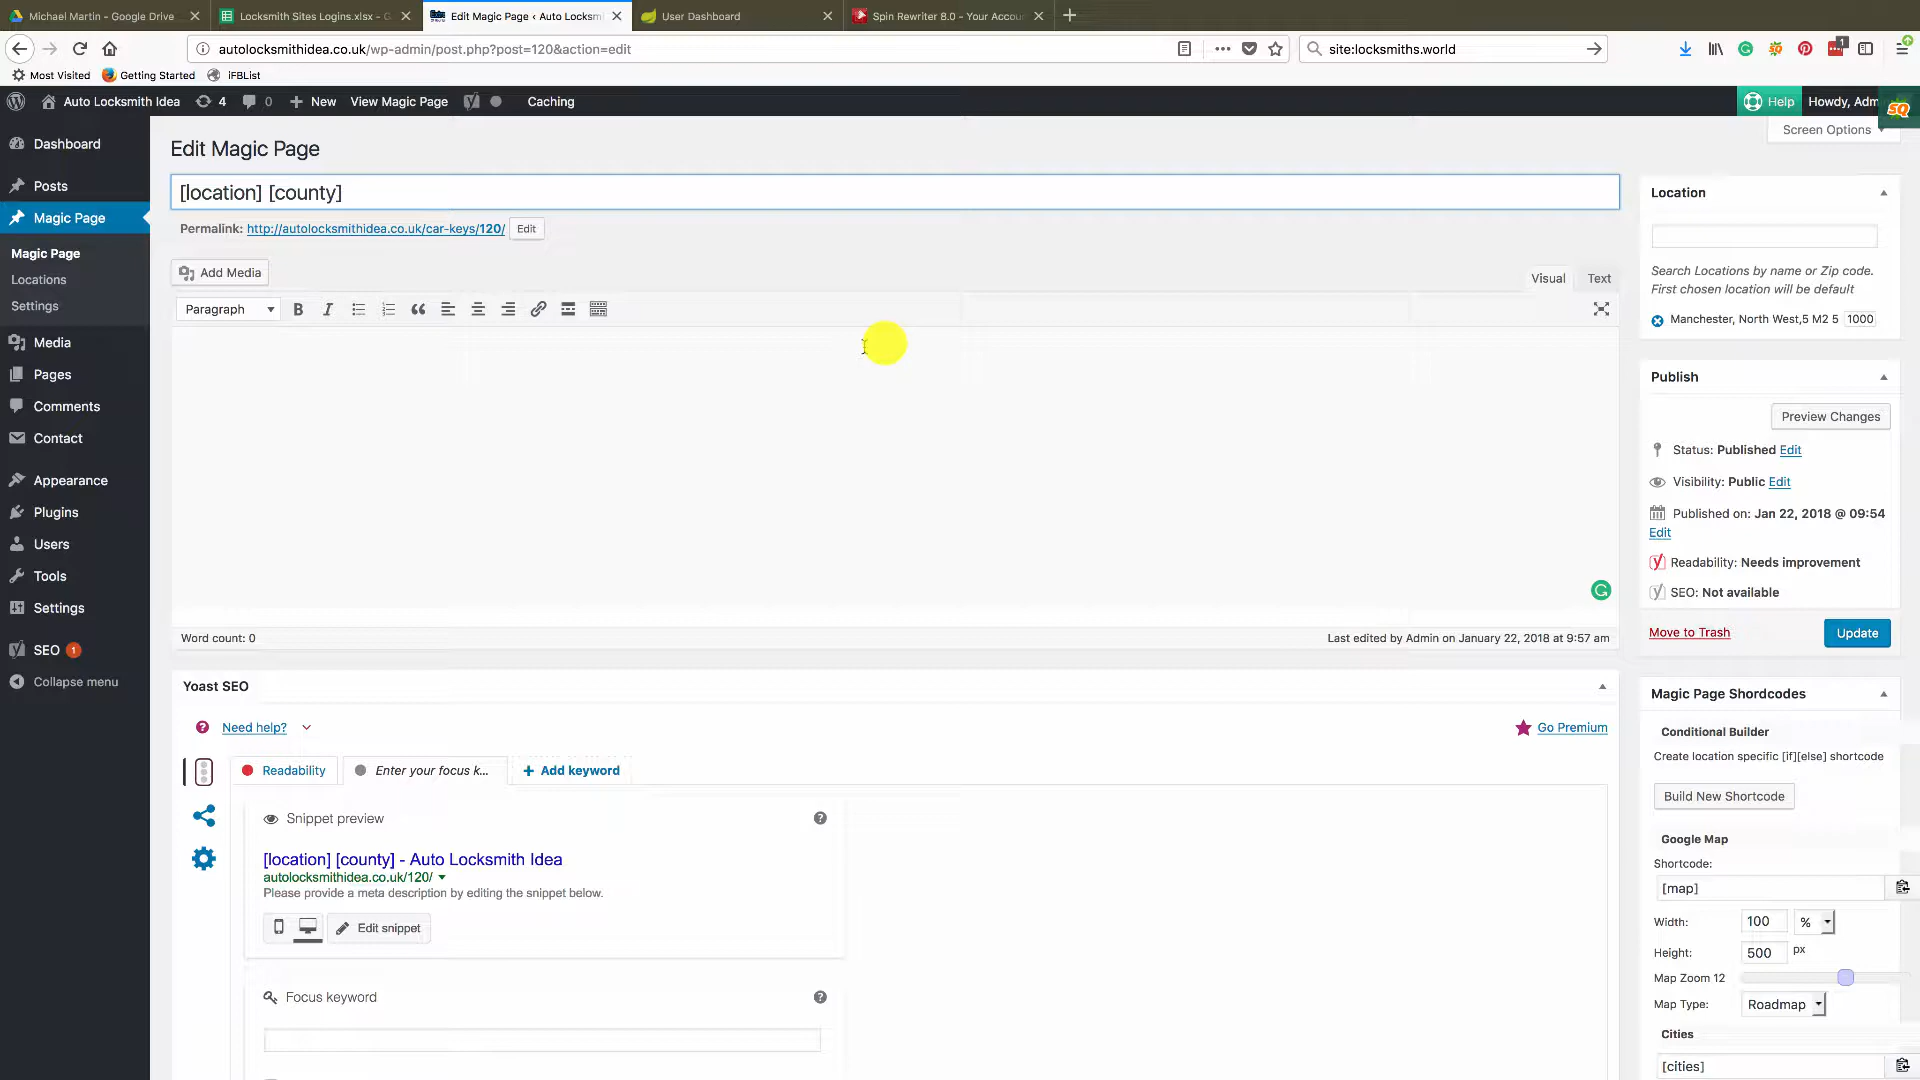 Michael Martin - Google Drive
Locksmith Sites Logins.xlsx - G
Edit Magic Page ‹ Auto Locksmi
User Dashboard
Spin Rewriter 8.0 - Your Accou
autolocksmithidea.co.uk/wp-admin/post.php?post=120&action=edit
site:locksmiths.world
1
Most Visited
Getting Started
iFBList
Auto Locksmith Idea
4
0
New
View Magic Page
Caching
Help
Howdy, Adm
SQ
Screen Options
Dashboard
Posts
Magic Page
Magic Page
Locations
Settings
Media
Pages
Comments
Contact
Appearance
Plugins
Users
Tools
Settings
SEO 1
Collapse menu
Edit Magic Page
[location] [county]
Permalink: http://autolocksmithidea.co.uk/car-keys/120/ Edit
Add Media
Visual
Text
Paragraph
B
I
Word count: 0
Last edited by Admin on January 22, 2018 at 9:57 am
Yoast SEO
Need help?
Go Premium
Readability
Enter your focus k...
Add keyword
Snippet preview
[location] [county] - Auto Locksmith Idea
autolocksmithidea.co.uk/120/
Please provide a meta description by editing the snippet below.
Edit snippet
Focus keyword
Location
Search Locations by name or Zip code.
First chosen location will be default
Manchester, North West,5 M2 5 1000
Publish
Preview Changes
Status: Published Edit
Visibility: Public Edit
Published on: Jan 22, 2018 @ 09:54
Edit
Readability: Needs improvement
SEO: Not available
Move to Trash
Update
Magic Page Shordcodes
Conditional Builder
Create location specific [if][else] shortcode
Build New Shortcode
Google Map
Shortcode:
[map]
Width: 100 %
Height: 500 px
Map Zoom 12
Map Type: Roadmap
Cities
[cities]